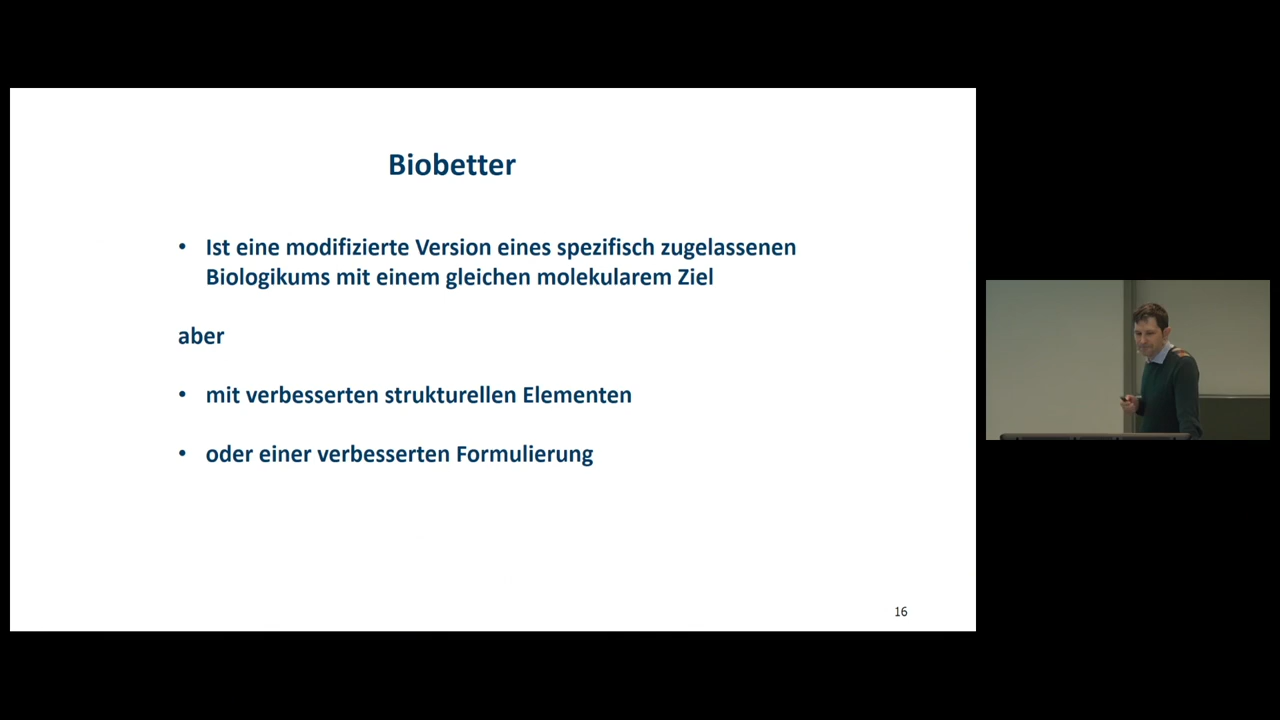 Biobetter
• Ist eine modifizierte Version eines spezifisch zugelassenen
Biologikums mit einem gleichen molekularem Ziel
aber
• mit verbesserten strukturellen Elementen
• oder einer verbesserten Formulierung
16